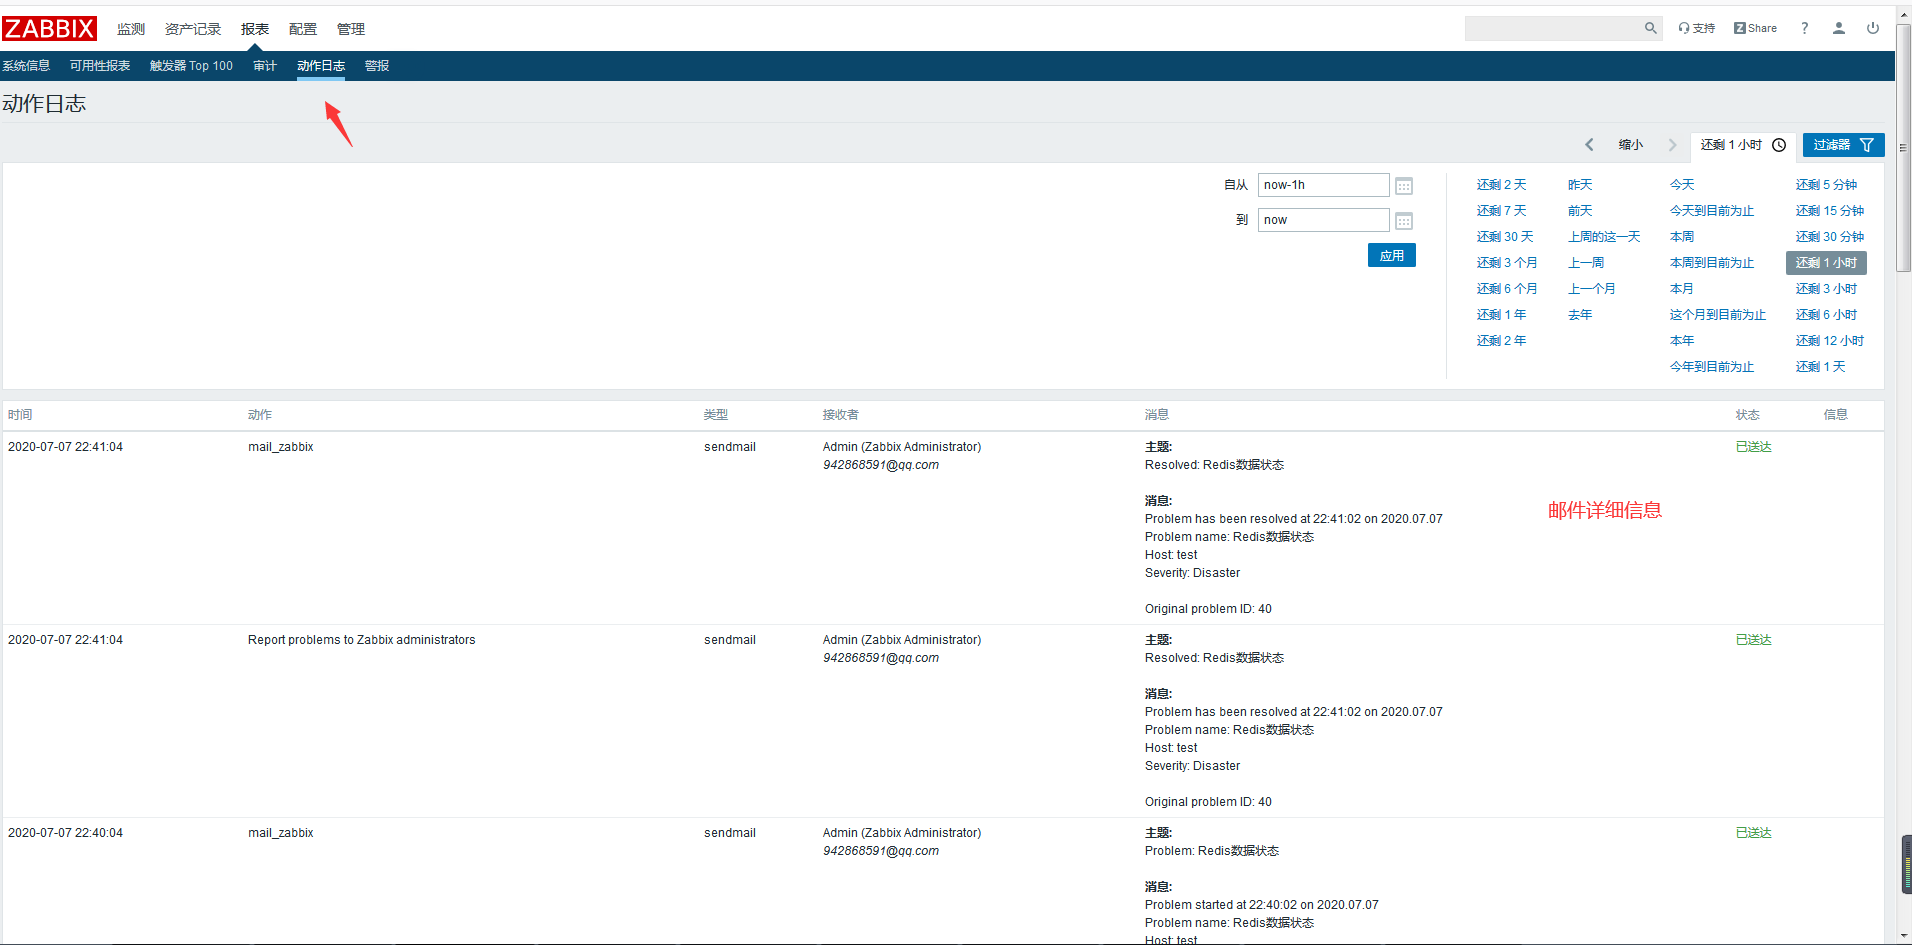 ZABBIX 监测 资产记录 报表 配置 管理 支持 Z Share ?
系统信息 可用性报表 触发器 Top 100 审计 动作日志 警报
动作日志
缩小 还剩 1 小时 过滤器
自从 now-1h
到 now
应用
还剩 2 天 昨天 今天 还剩 5 分钟
还剩 7 天 前天 今天到目前为止 还剩 15 分钟
还剩 30 天 上周的这一天 本周 还剩 30 分钟
还剩 3 个月 上一周 本周到目前为止 还剩 1 小时
还剩 6 个月 上一个月 本月 还剩 3 小时
还剩 1 年 去年 这个月到目前为止 还剩 6 小时
还剩 2 年 本年 还剩 12 小时
今年到目前为止 还剩 1 天
时间 动作 类型 接收者 消息 状态 信息
2020-07-07 22:41:04 mail_zabbix sendmail Admin (Zabbix Administrator) 主题: 已送达
942868591@qq.com Resolved: Redis数据状态
消息:
邮件详细信息
Problem has been resolved at 22:41:02 on 2020.07.07
Problem name: Redis数据状态
Host: test
Severity: Disaster
Original problem ID: 40
2020-07-07 22:41:04 Report problems to Zabbix administrators sendmail Admin (Zabbix Administrator) 主题: 已送达
942868591@qq.com Resolved: Redis数据状态
消息:
Problem has been resolved at 22:41:02 on 2020.07.07
Problem name: Redis数据状态
Host: test
Severity: Disaster
Original problem ID: 40
2020-07-07 22:40:04 mail_zabbix sendmail Admin (Zabbix Administrator) 主题: 已送达
942868591@qq.com Problem: Redis数据状态
消息:
Problem started at 22:40:02 on 2020.07.07
Problem name: Redis数据状态
Host: test